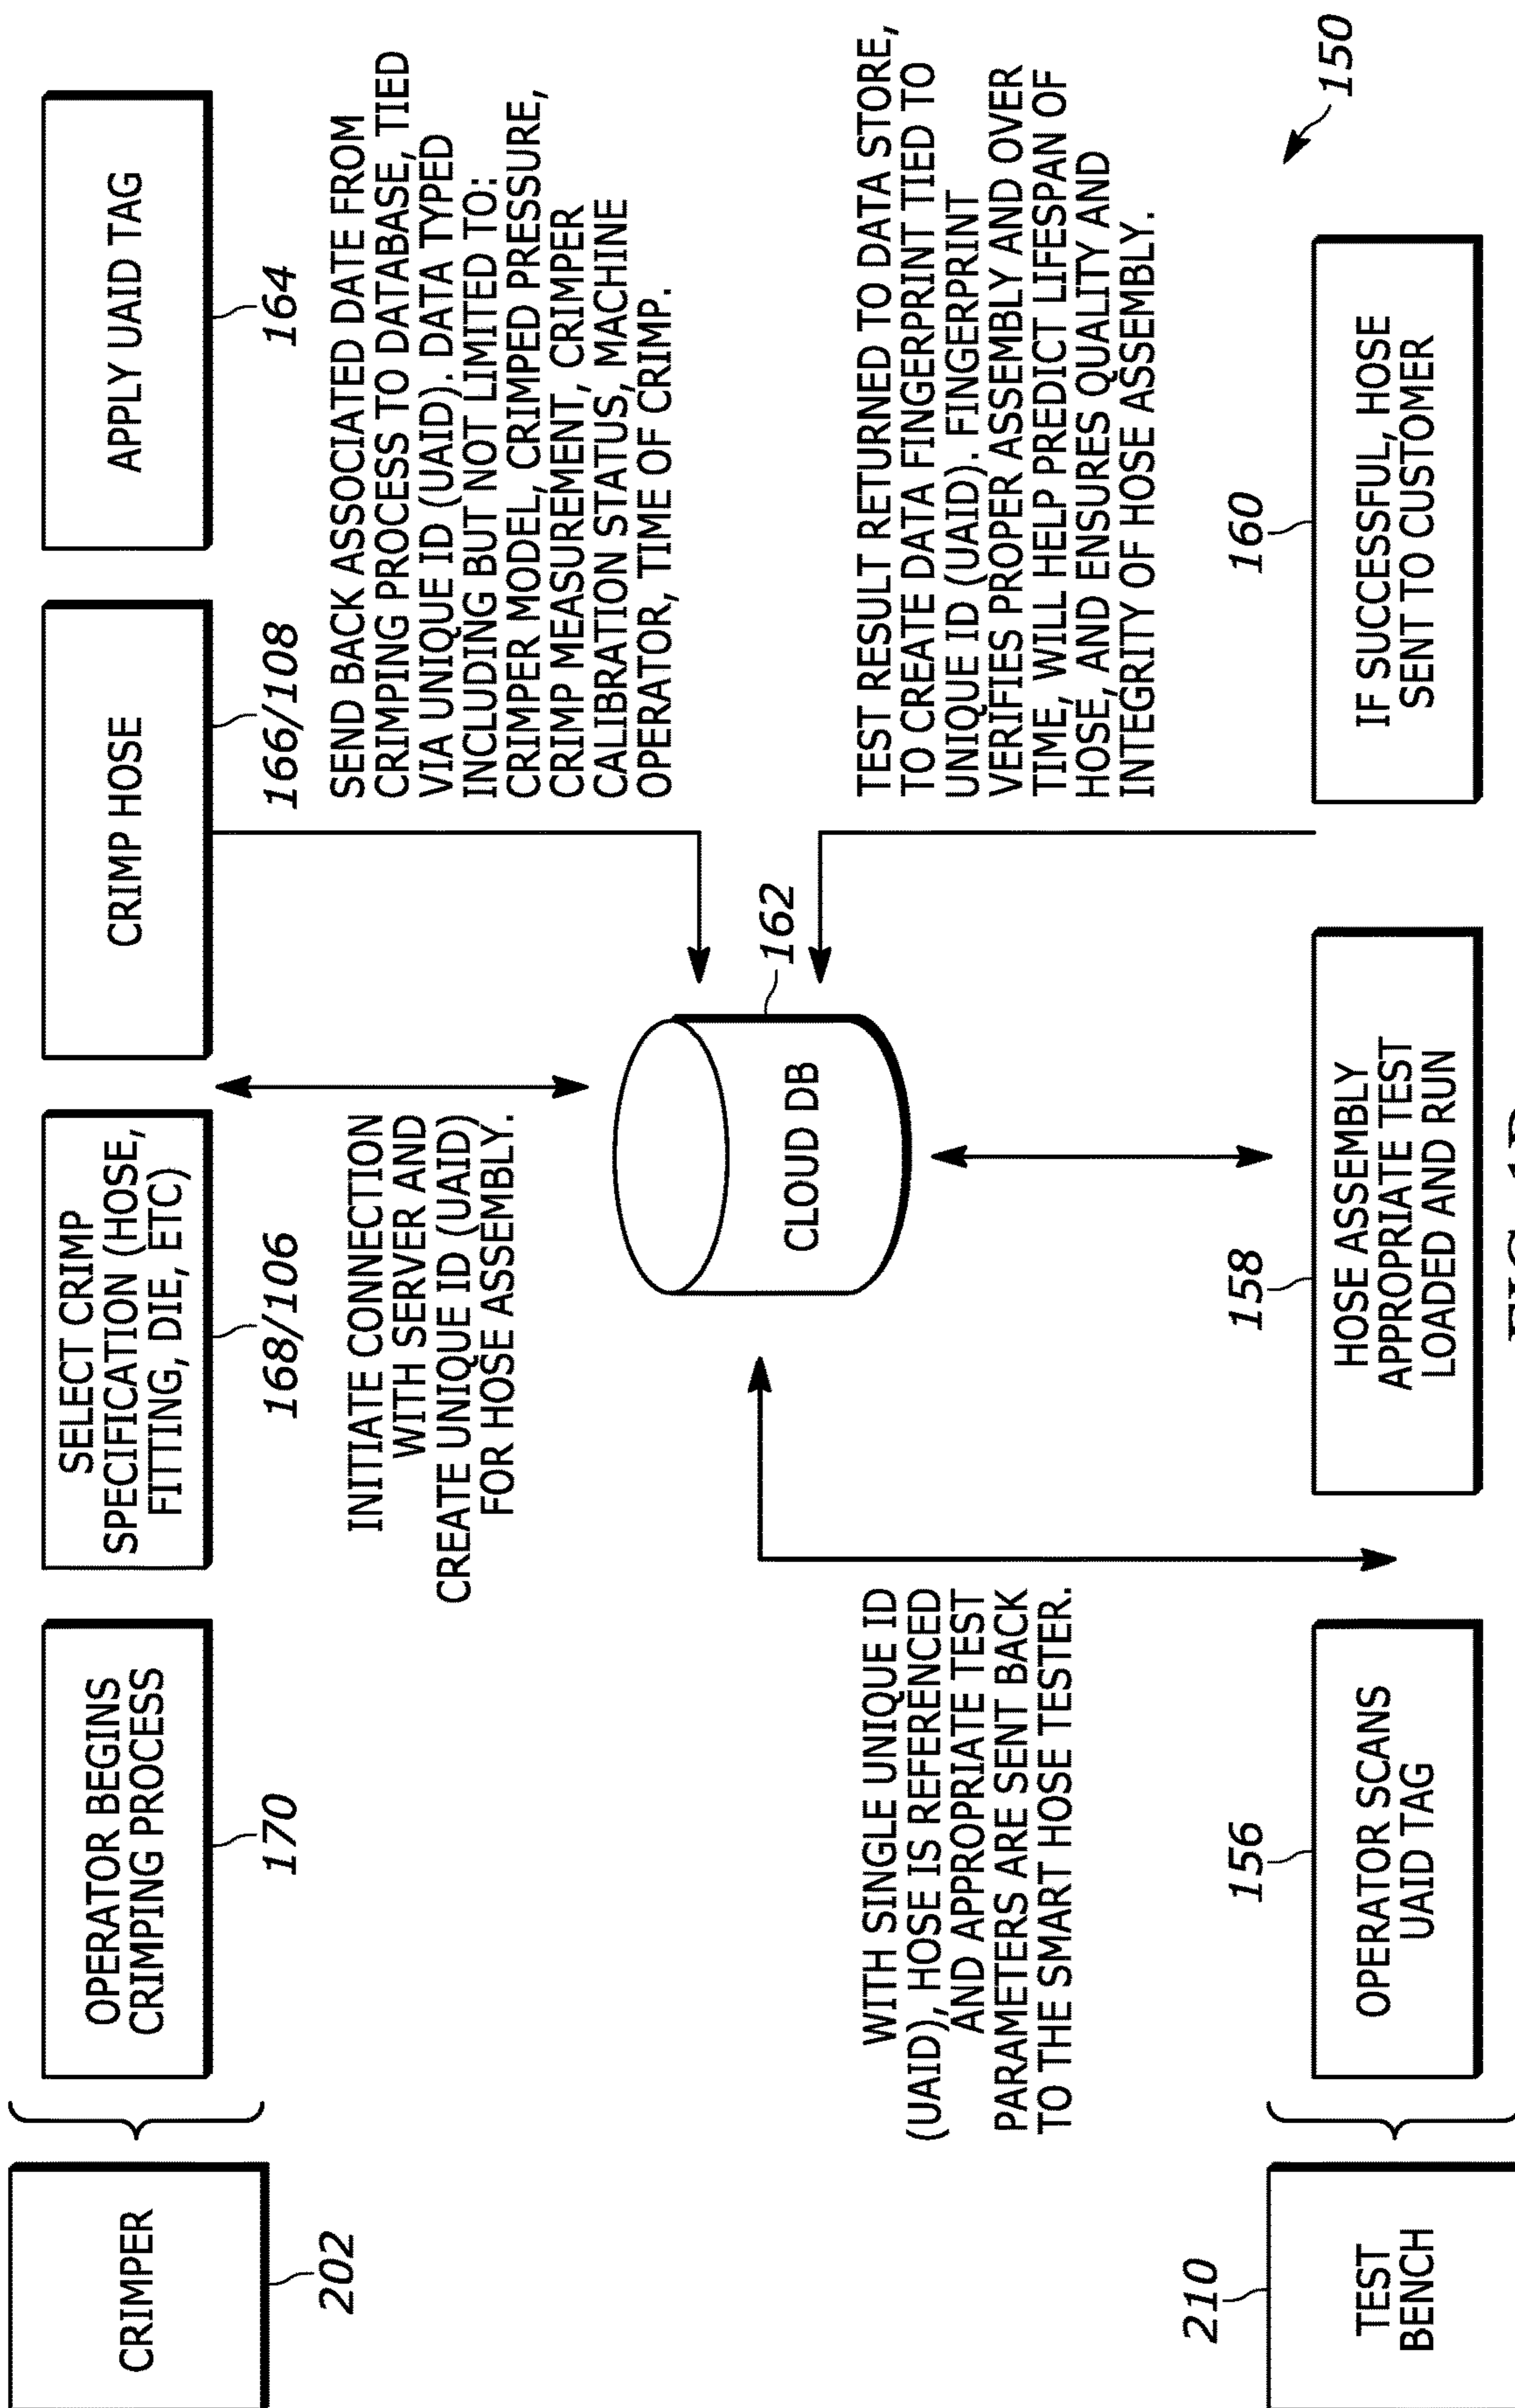 CRIMPER
202
OPERATOR BEGINS
CRIMPING PROCESS
170
SELECT CRIMP
SPECIFICATION (HOSE,
FITTING, DIE, ETC)
168/106
CRIMP HOSE
166/108
APPLY UAID TAG
164
INITIATE CONNECTION
WITH SERVER AND
CREATE UNIQUE ID (UAID)
FOR HOSE ASSEMBLY.
SEND BACK ASSOCIATED DATE FROM
CRIMPING PROCESS TO DATABASE, TIED
VIA UNIQUE ID (UAID). DATA TYPED
INCLUDING BUT NOT LIMITED TO:
CRIMPER MODEL, CRIMPED PRESSURE,
CRIMP MEASUREMENT, CRIMPER
CALIBRATION STATUS, MACHINE
OPERATOR, TIME OF CRIMP.
CLOUD DB
162
WITH SINGLE UNIQUE ID
(UAID), HOSE IS REFERENCED
AND APPROPRIATE TEST
PARAMETERS ARE SENT BACK
TO THE SMART HOSE TESTER.
TEST RESULT RETURNED TO DATA STORE,
TO CREATE DATA FINGERPRINT TIED TO
UNIQUE ID (UAID). FINGERPRINT
VERIFIES PROPER ASSEMBLY AND OVER
TIME, WILL HELP PREDICT LIFESPAN OF
HOSE, AND ENSURES QUALITY AND
INTEGRITY OF HOSE ASSEMBLY.
150
210
TEST
BENCH
156
OPERATOR SCANS
UAID TAG
158
HOSE ASSEMBLY
APPROPRIATE TEST
LOADED AND RUN
160
IF SUCCESSFUL, HOSE
SENT TO CUSTOMER